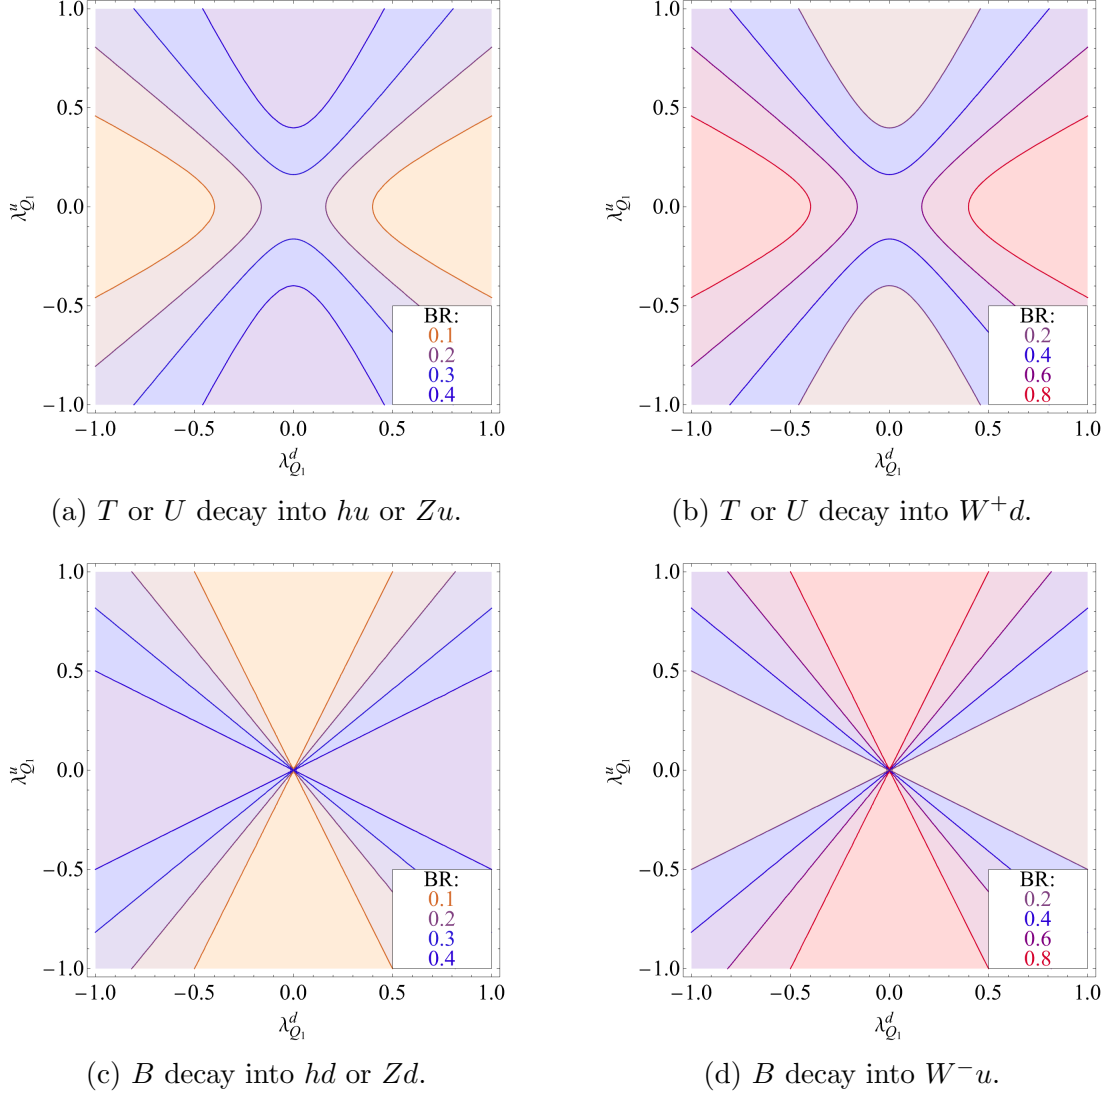 1.0
0.5
0.0
−0.5
−1.0
λ^u_{Q_1}
−1.0 −0.5 0.0 0.5 1.0
λ^d_{Q_1}
BR:
0.1
0.2
0.3
0.4
(a) T or U decay into hu or Zu.
1.0
0.5
0.0
−0.5
−1.0
λ^u_{Q_1}
−1.0 −0.5 0.0 0.5 1.0
λ^d_{Q_1}
BR:
0.2
0.4
0.6
0.8
(b) T or U decay into W⁺d.
1.0
0.5
0.0
−0.5
−1.0
λ^u_{Q_1}
−1.0 −0.5 0.0 0.5 1.0
λ^d_{Q_1}
BR:
0.1
0.2
0.3
0.4
(c) B decay into hd or Zd.
1.0
0.5
0.0
−0.5
−1.0
λ^u_{Q_1}
−1.0 −0.5 0.0 0.5 1.0
λ^d_{Q_1}
BR:
0.2
0.4
0.6
0.8
(d) B decay into W⁻u.